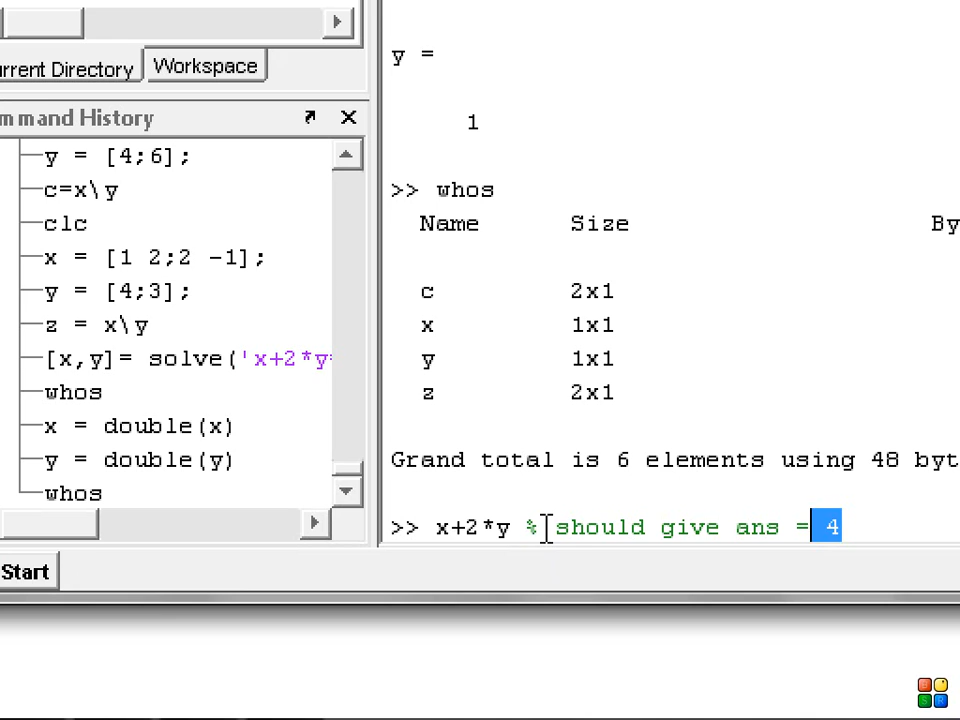 urrent Directory
Workspace
mmand History
y = [4;6];
c=x\y
clc
x = [1 2;2 -1];
y = [4;3];
z = x\y
[x,y]= solve('x+2*y
whos
x = double(x)
y = double(y)
whos
Start
y =
1
>> whos
Name Size By
c 2x1
x 1x1
y 1x1
z 2x1
Grand total is 6 elements using 48 byt
>> x+2*y % should give ans = 4